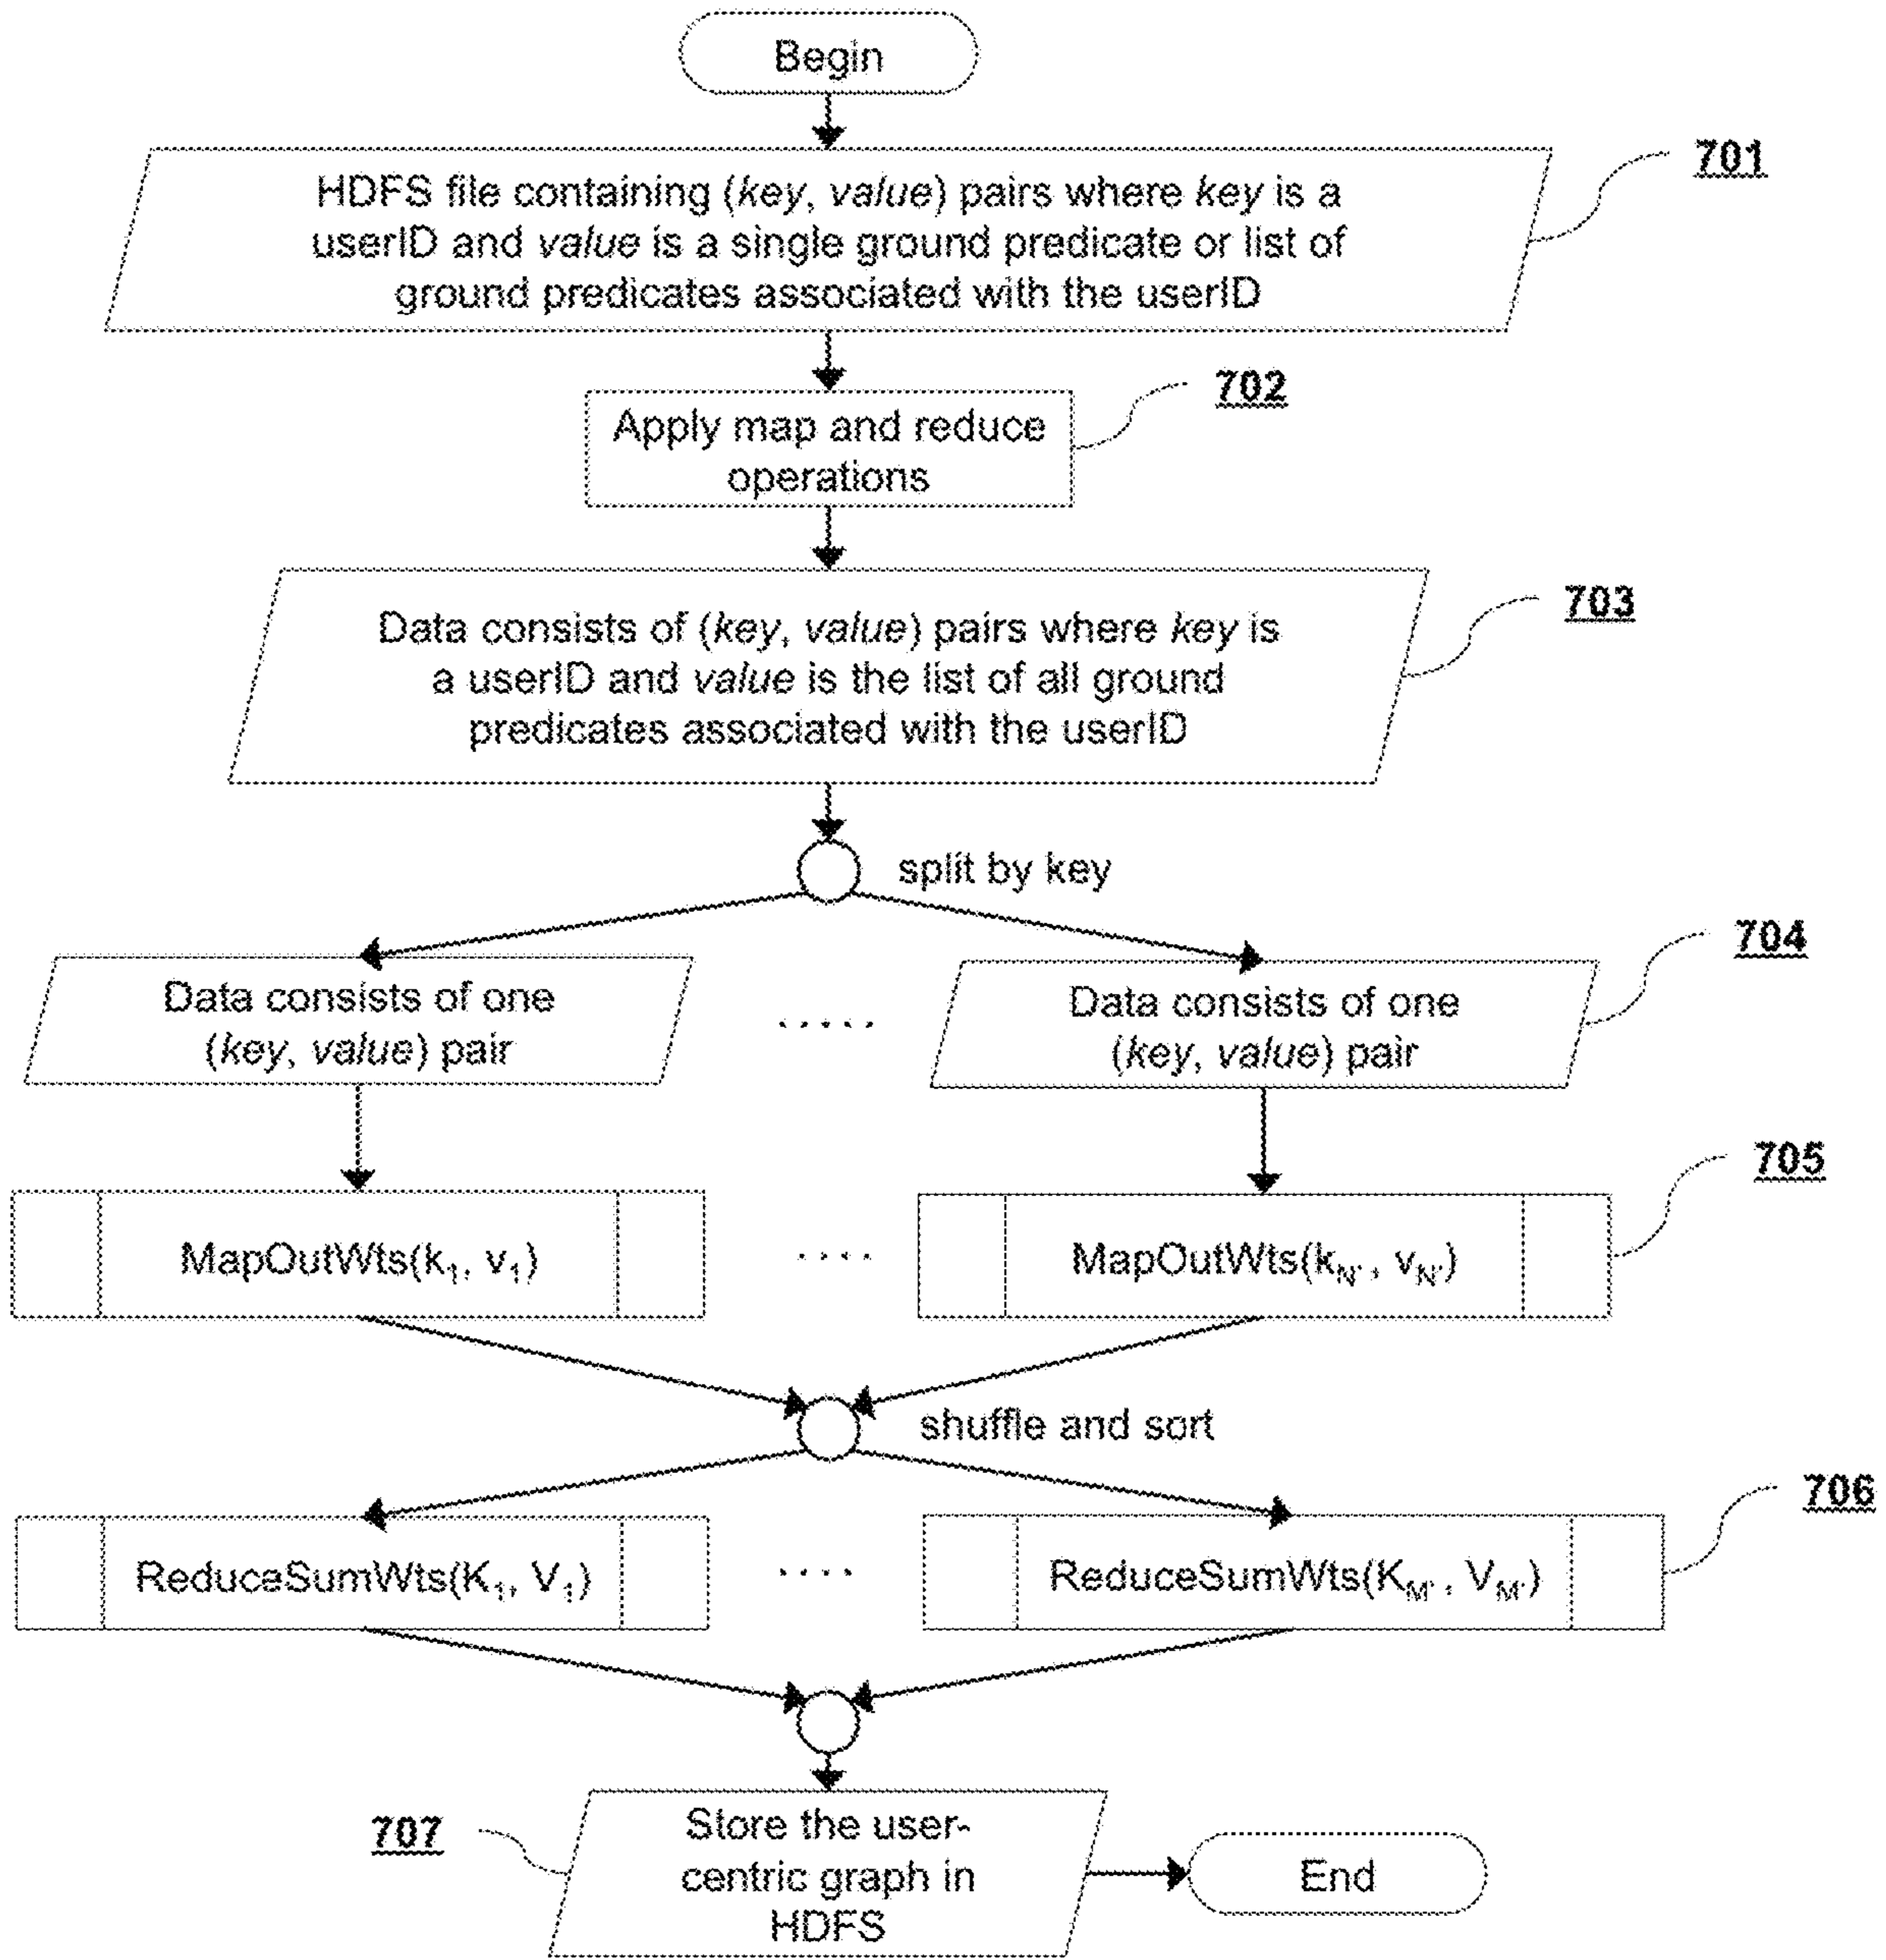 Begin
701
HDFS file containing (key, value) pairs where key is a
userID and value is a single ground predicate or list of
ground predicates associated with the userID
702
Apply map and reduce
operations
703
Data consists of (key, value) pairs where key is
a userID and value is the list of all ground
predicates associated with the userID
split by key
704
Data consists of one
(key, value) pair
. . . . .
Data consists of one
(key, value) pair
705
MapOutWts(k₁, v₁)
. . . .
MapOutWts(k_N', v_N')
shuffle and sort
706
ReduceSumWts(K₁, V₁)
. . . .
ReduceSumWts(K_M', V_M')
707
Store the user-
centric graph in
HDFS
End